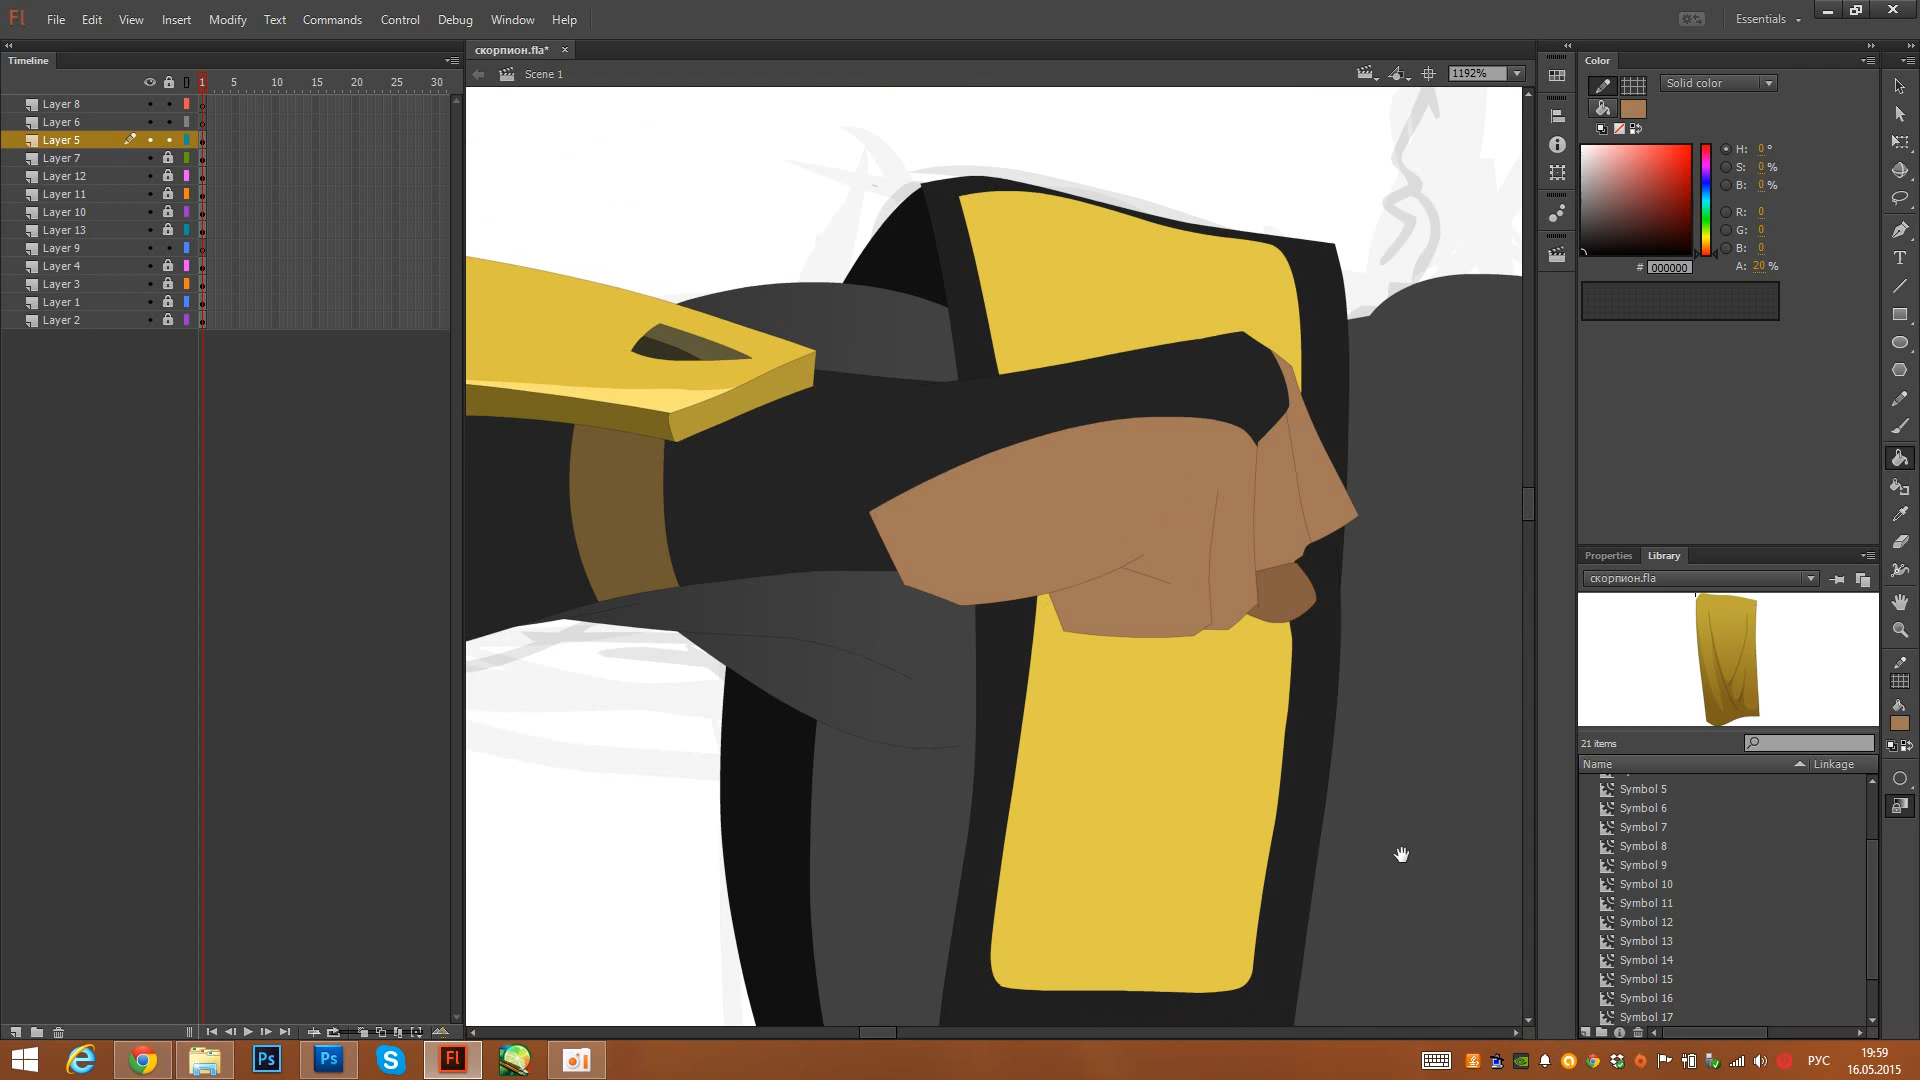 Fl File Edit View Insert Modify Text Commands Control Debug Window Help Essentials
Timeline
скорпион.fla*
Scene 1
1192%
1 5 10 15 20 25 30
Layer 8
Layer 6
Layer 5
Layer 7
Layer 12
Layer 11
Layer 10
Layer 13
Layer 9
Layer 4
Layer 3
Layer 1
Layer 2
Color
Solid color
H: 0 °
S: 0 %
B: 0 %
R: 0
G: 0
B: 0
# 000000
A: 20 %
Properties Library
скорпион.fla
21 items
Name Linkage
Symbol 5
Symbol 6
Symbol 7
Symbol 8
Symbol 9
Symbol 10
Symbol 11
Symbol 12
Symbol 13
Symbol 14
Symbol 15
Symbol 16
Symbol 17
Ps Ps Fl
РУС
19:59
16.05.2015